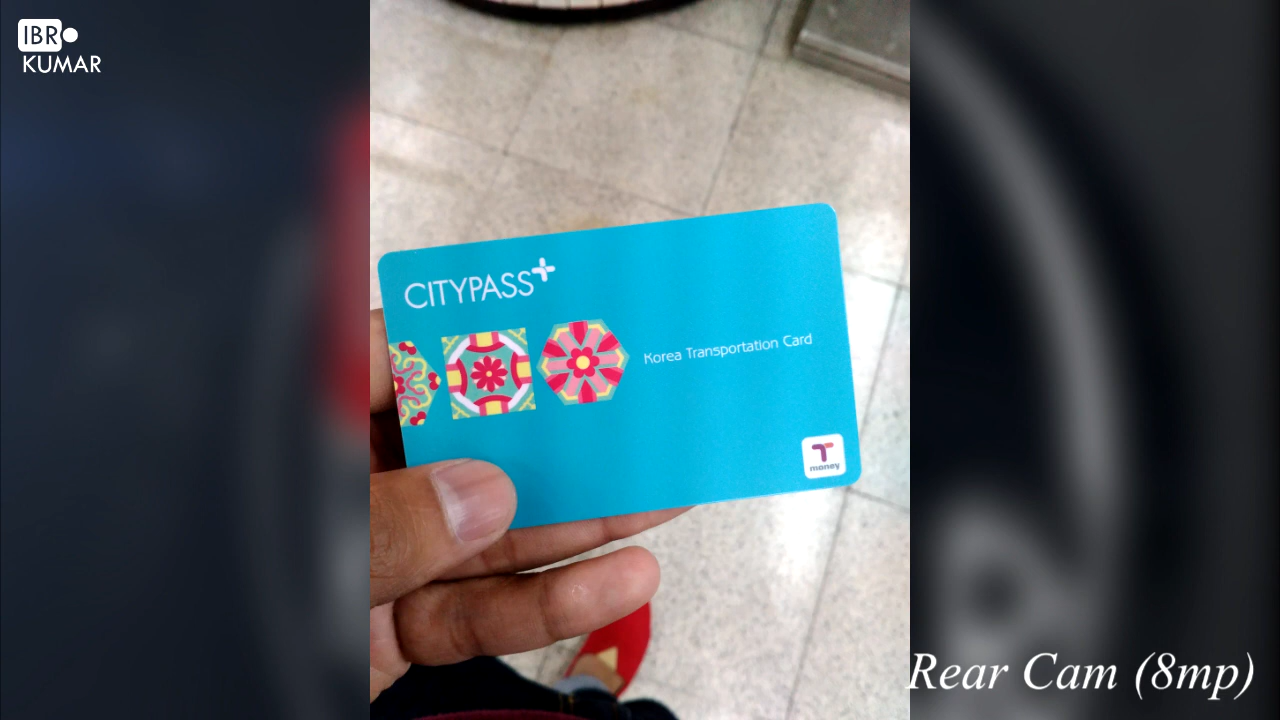 IBR
KUMAR
CITYPASS+
Korea Transportation Card
T
money
Rear Cam (8mp)